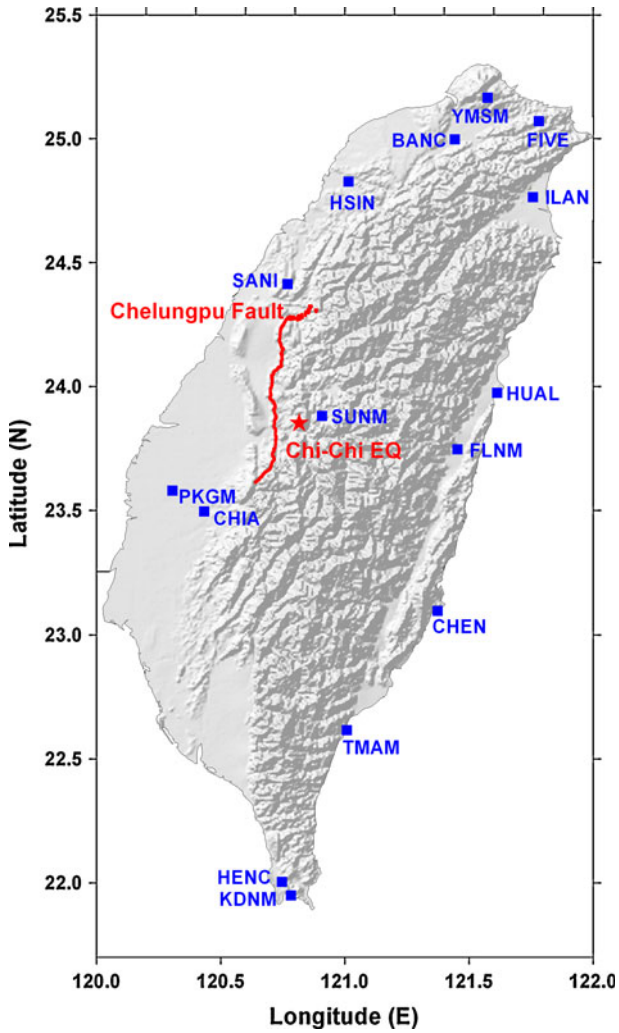 25.5
YMSM
25.0
BANC
FIVE
HSIN
ILAN
24.5
SANI
Chelungpu Fault
24.0
HUAL
SUNM
Chi-Chi EQ
FLNM
Latitude (N)
PKGM
23.5
CHIA
CHEN
23.0
TMAM
22.5
HENC
22.0
KDNM
120.0
120.5
121.0
121.5
122.0
Longitude (E)